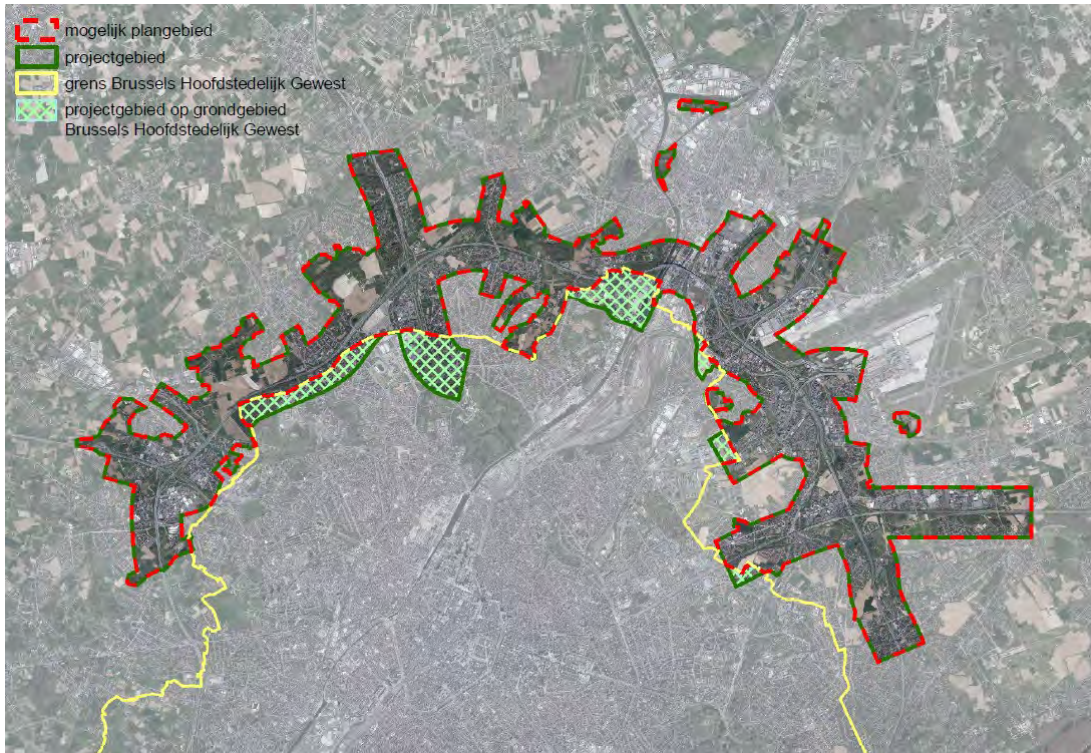 mogelijk plangebied
projectgebied
grens Brussels Hoofdstedelijk Gewest
projectgebied op grondgebied
Brussels Hoofdstedelijk Gewest